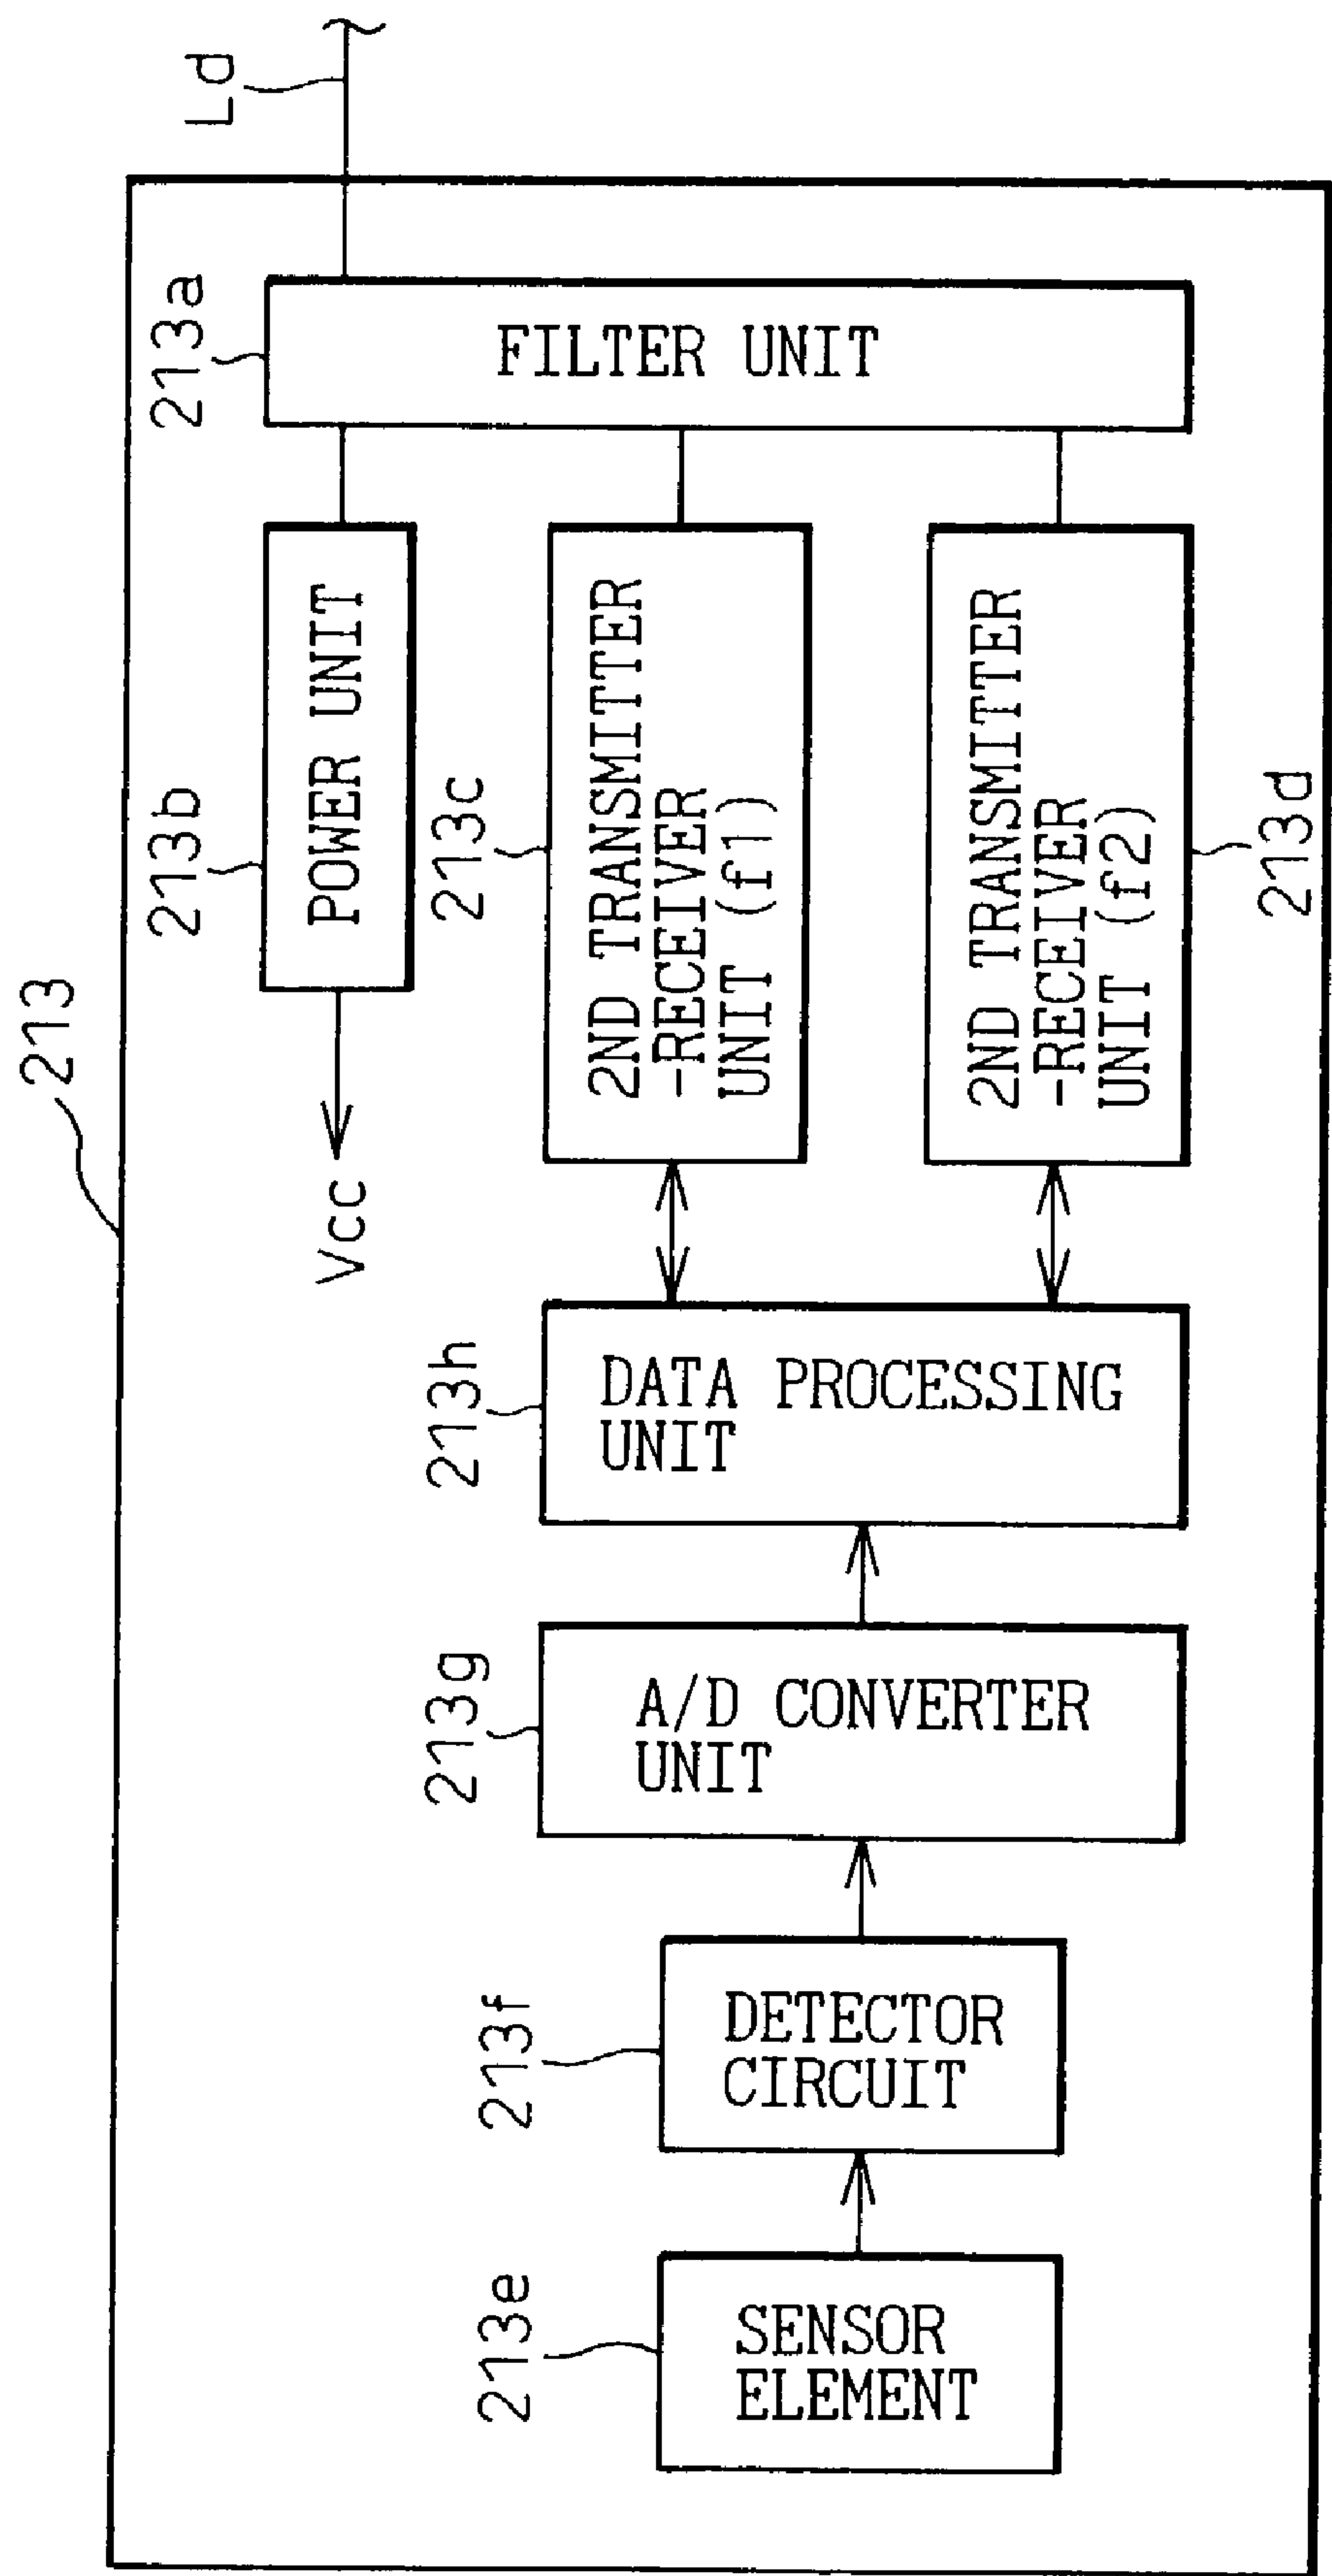 213
Ld
213a
FILTER UNIT
213b
POWER UNIT
Vcc
213c
2ND TRANSMITTER
-RECEIVER
UNIT (f1)
2ND TRANSMITTER
-RECEIVER
UNIT (f2)
213d
213h
DATA PROCESSING
UNIT
213g
A/D CONVERTER
UNIT
213f
DETECTOR
CIRCUIT
213e
SENSOR
ELEMENT